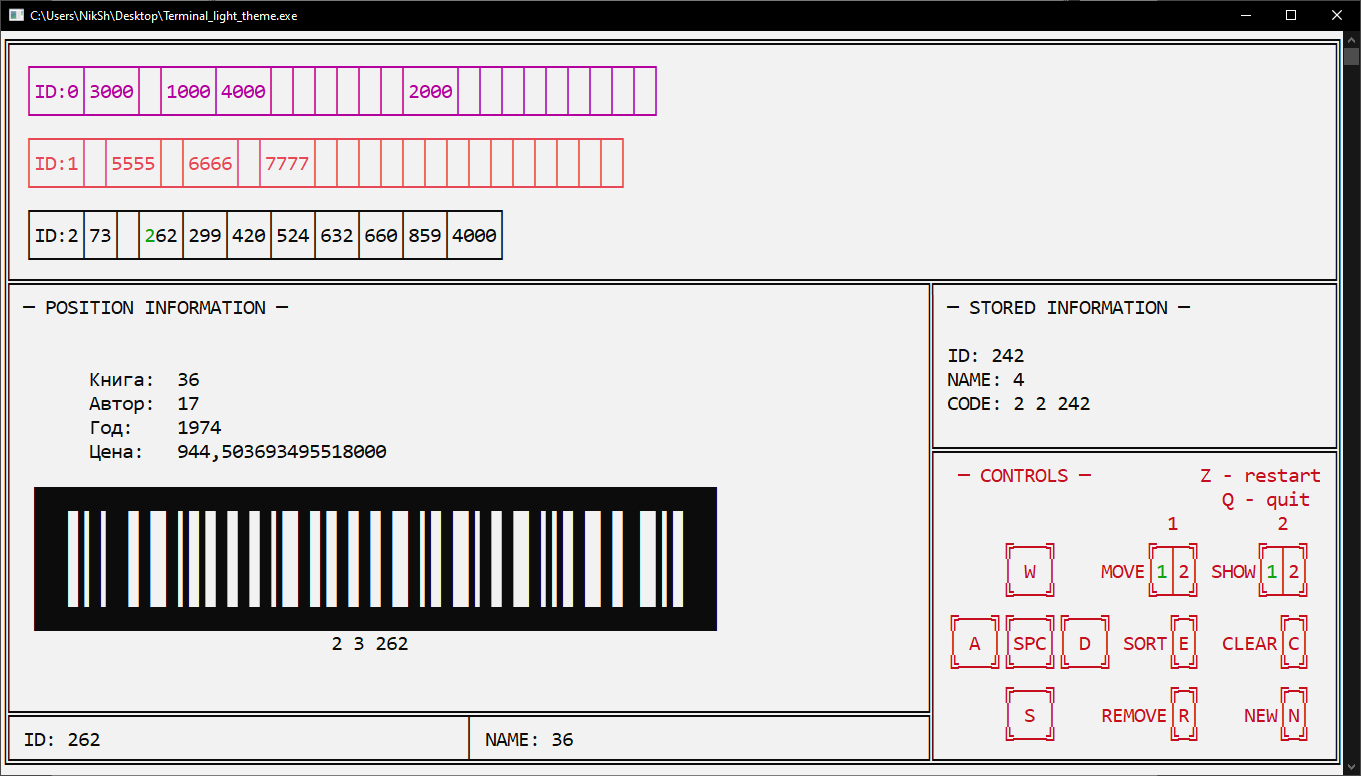 C:\Users\NikSh\Desktop\Terminal_light_theme.exe
ID:0 3000 1000 4000 2000
ID:1 5555 6666 7777
ID:2 73 262 299 420 524 632 660 859 4000
─ POSITION INFORMATION ─
Книга: 36
Автор: 17
Год: 1974
Цена: 944,503693495518000
2 3 262
ID: 262
NAME: 36
─ STORED INFORMATION ─
ID: 242
NAME: 4
CODE: 2 2 242
─ CONTROLS ─ Z - restart
Q - quit
1 2
W MOVE 1 2 SHOW 1 2
A SPC D SORT E CLEAR C
S REMOVE R NEW N